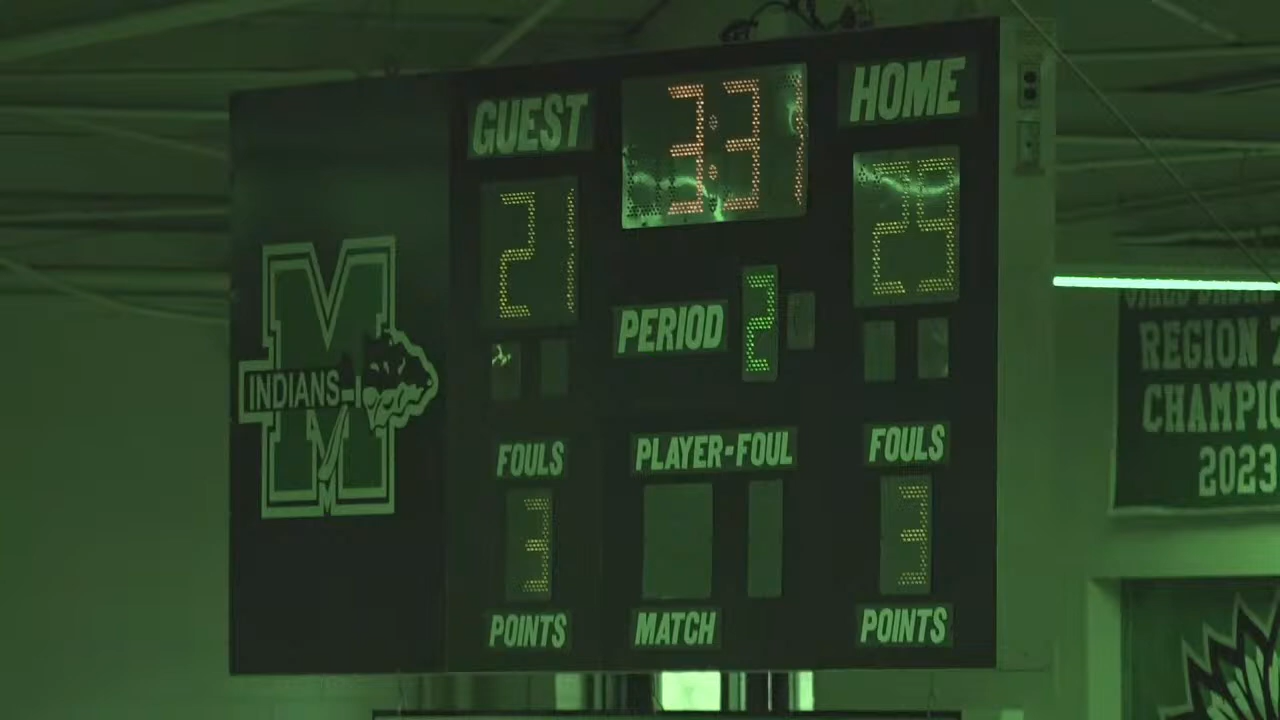 GUEST
3:31
HOME
21
29
PERIOD 2
M
INDIANS
FOULS
PLAYER-FOUL
FOULS
3
3
POINTS
MATCH
POINTS
REGION
CHAMPIO
2023